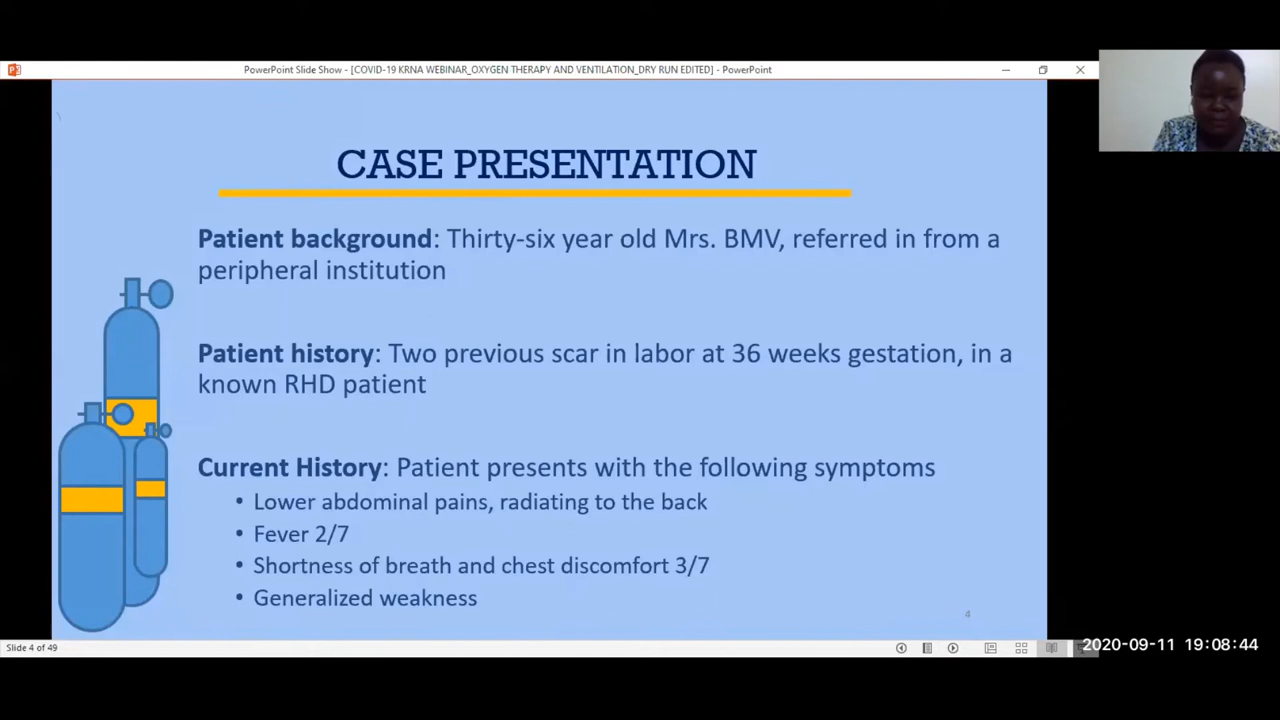 PowerPoint Slide Show - [COVID-19 KRNA WEBINAR_OXYGEN THERAPY AND VENTILATION_DRY RUN EDITED] - PowerPoint
CASE PRESENTATION
Patient background: Thirty-six year old Mrs. BMV, referred in from a
peripheral institution
Patient history: Two previous scar in labor at 36 weeks gestation, in a
known RHD patient
Current History: Patient presents with the following symptoms
• Lower abdominal pains, radiating to the back
• Fever 2/7
• Shortness of breath and chest discomfort 3/7
• Generalized weakness
4
Slide 4 of 49
2020-09-11 19:08:44